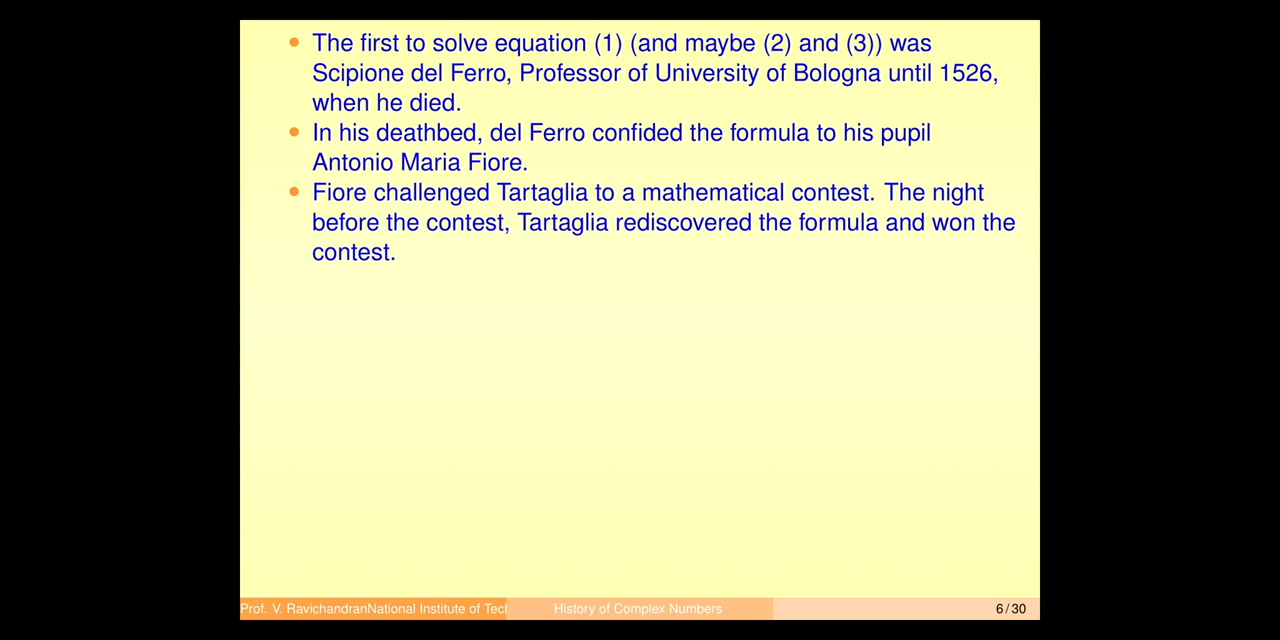 The first to solve equation (1) (and maybe (2) and (3)) was
Scipione del Ferro, Professor of University of Bologna until 1526,
when he died.
In his deathbed, del Ferro confided the formula to his pupil
Antonio Maria Fiore.
Fiore challenged Tartaglia to a mathematical contest. The night
before the contest, Tartaglia rediscovered the formula and won the
contest.
Prof. V. RavichandranNational Institute of Tecl
History of Complex Numbers
6 / 30